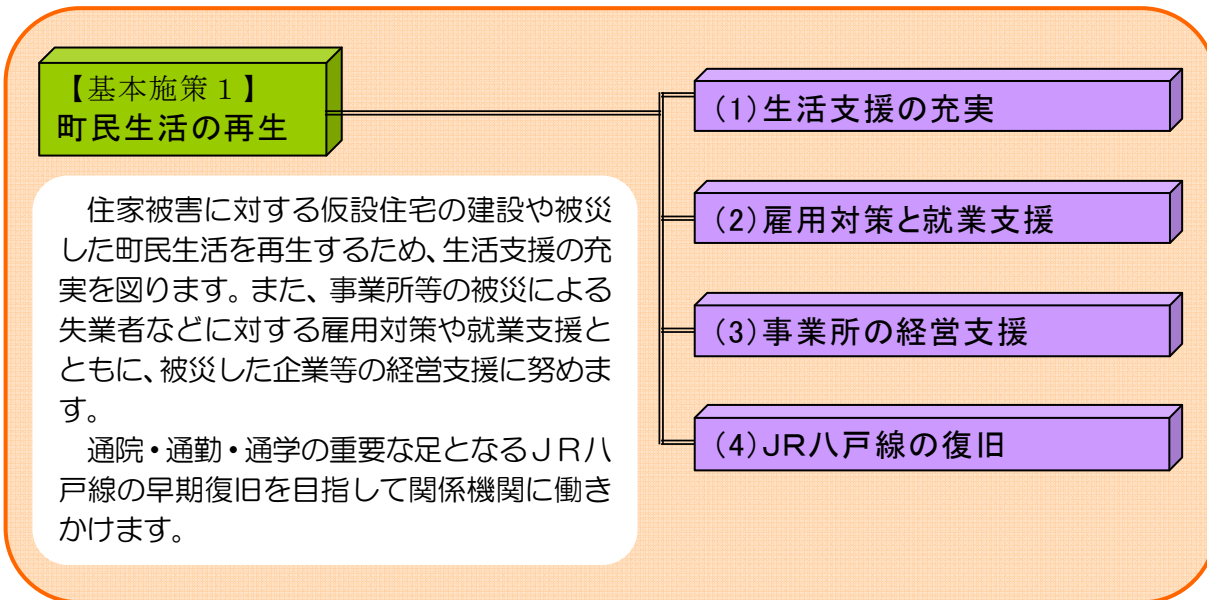 【基本施策1】
町民生活の再生
住家被害に対する仮設住宅の建設や被災
した町民生活を再生するため、生活支援の充
実を図ります。また、事業所等の被災による
失業者などに対する雇用対策や就業支援と
ともに、被災した企業等の経営支援に努めま
す。
通院・通勤・通学の重要な足となるJR八
戸線の早期復旧を目指して関係機関に働き
かけます。
(1)生活支援の充実
(2)雇用対策と就業支援
(3)事業所の経営支援
(4)JR八戸線の復旧